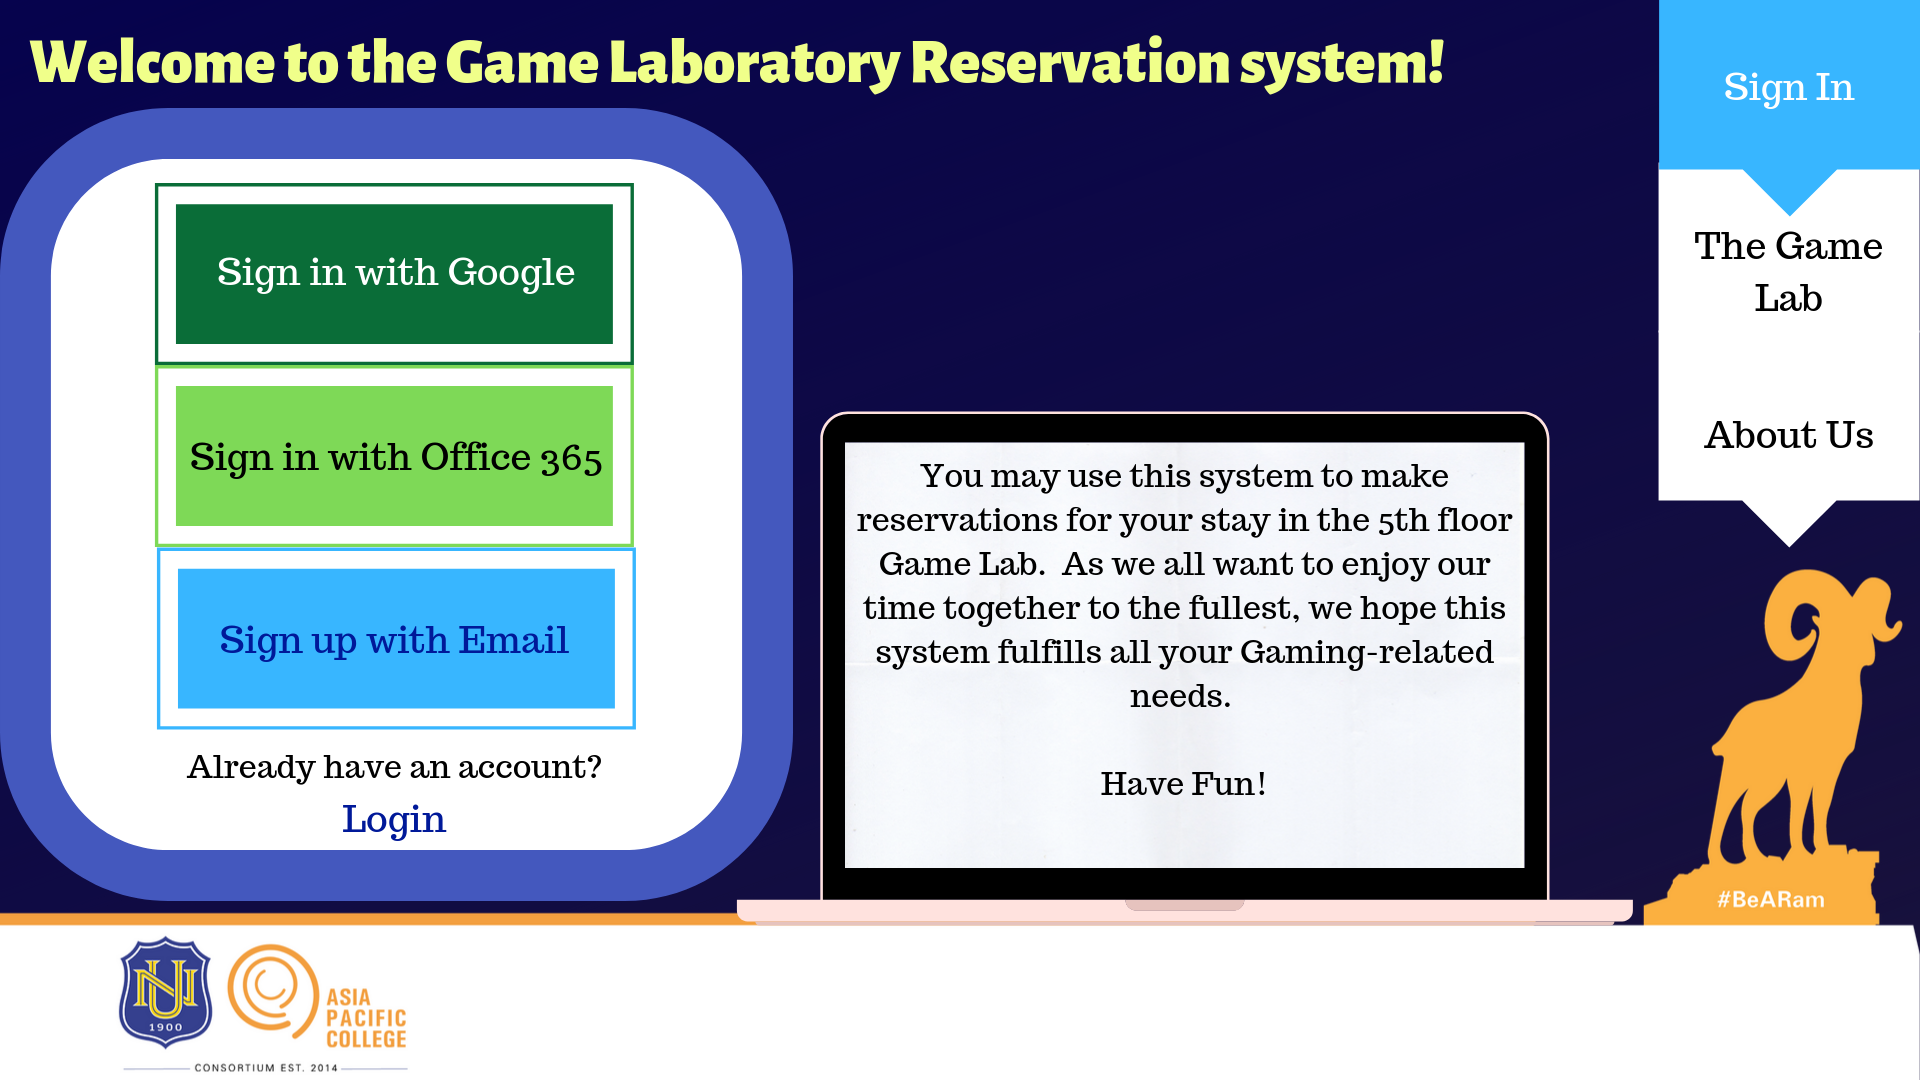 Welcome to the Game Laboratory Reservation system!
Sign In
The Game
Lab
About Us
Sign in with Google
Sign in with Office 365
Sign up with Email
Already have an account?
Login
You may use this system to make
reservations for your stay in the 5th floor
Game Lab.  As we all want to enjoy our
time together to the fullest, we hope this
system fulfills all your Gaming-related
needs.
Have Fun!
#BeARam
NU
1900
ASIA
PACIFIC
COLLEGE
CONSORTIUM EST. 2014